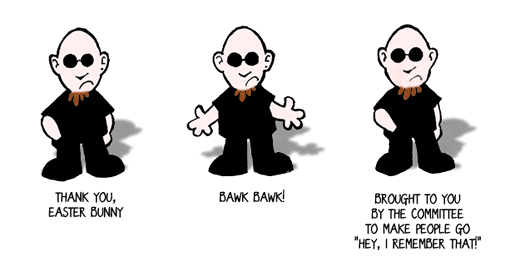 THANK YOU,
EASTER BUNNY
BAWK BAWK!
BROUGHT TO YOU
BY THE COMMITTEE
TO MAKE PEOPLE GO
"HEY, I REMEMBER THAT!"